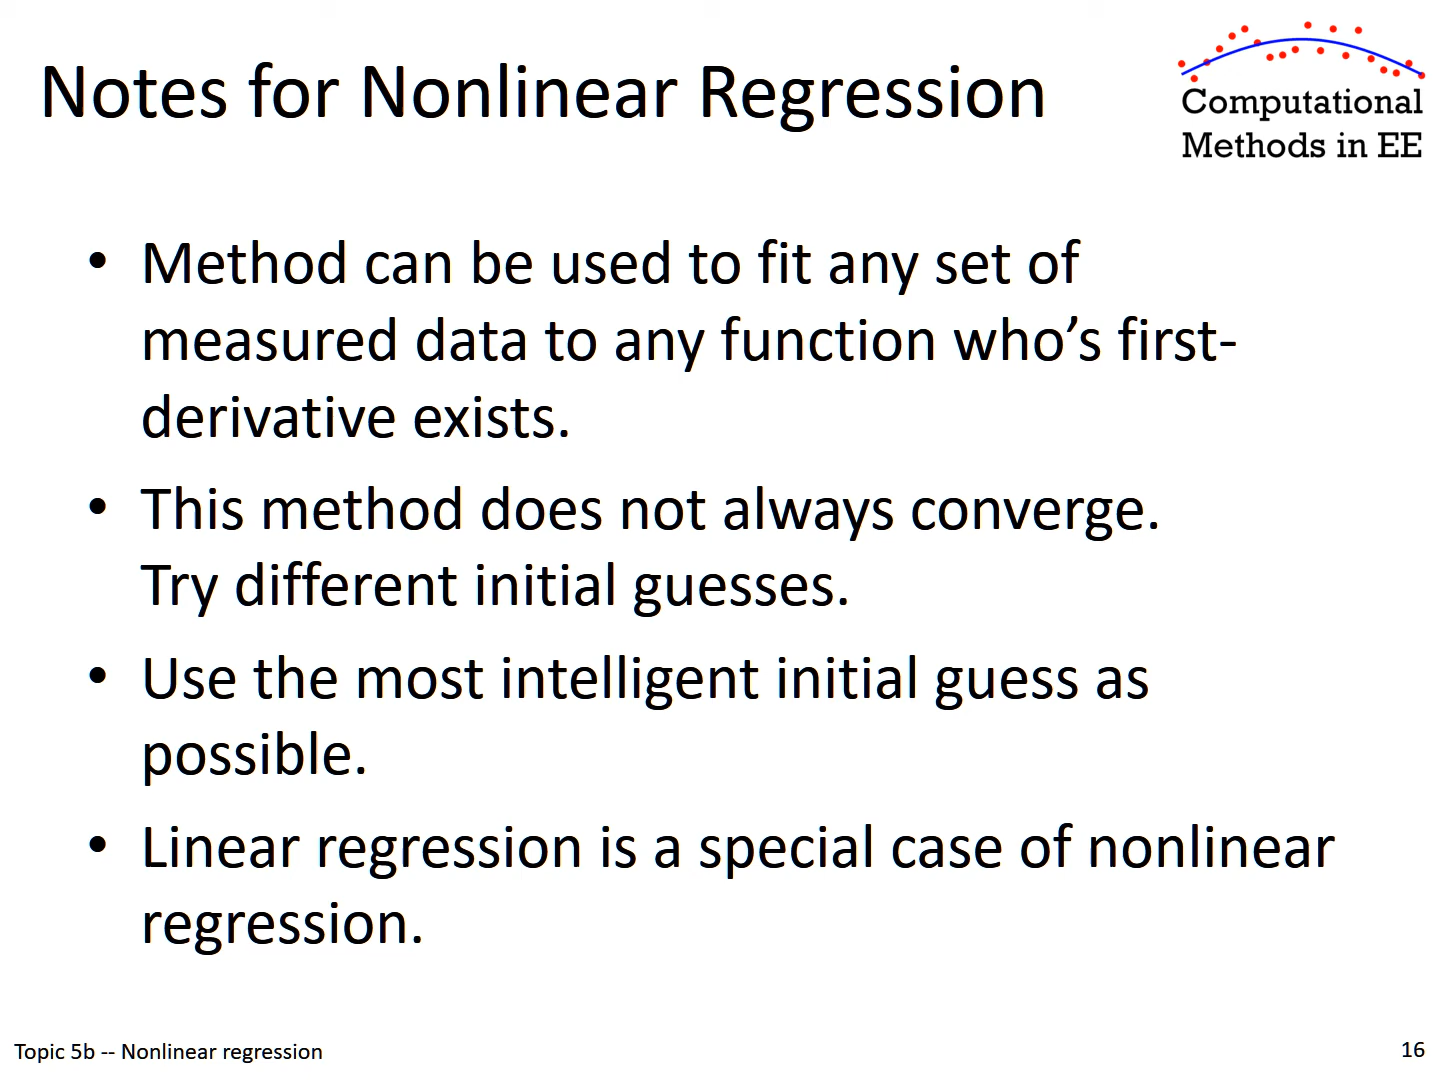 Notes for Nonlinear Regression
Computational
Methods in EE
• Method can be used to fit any set of
measured data to any function who’s first-
derivative exists.
• This method does not always converge.
Try different initial guesses.
• Use the most intelligent initial guess as
possible.
• Linear regression is a special case of nonlinear
regression.
Topic 5b -- Nonlinear regression
16